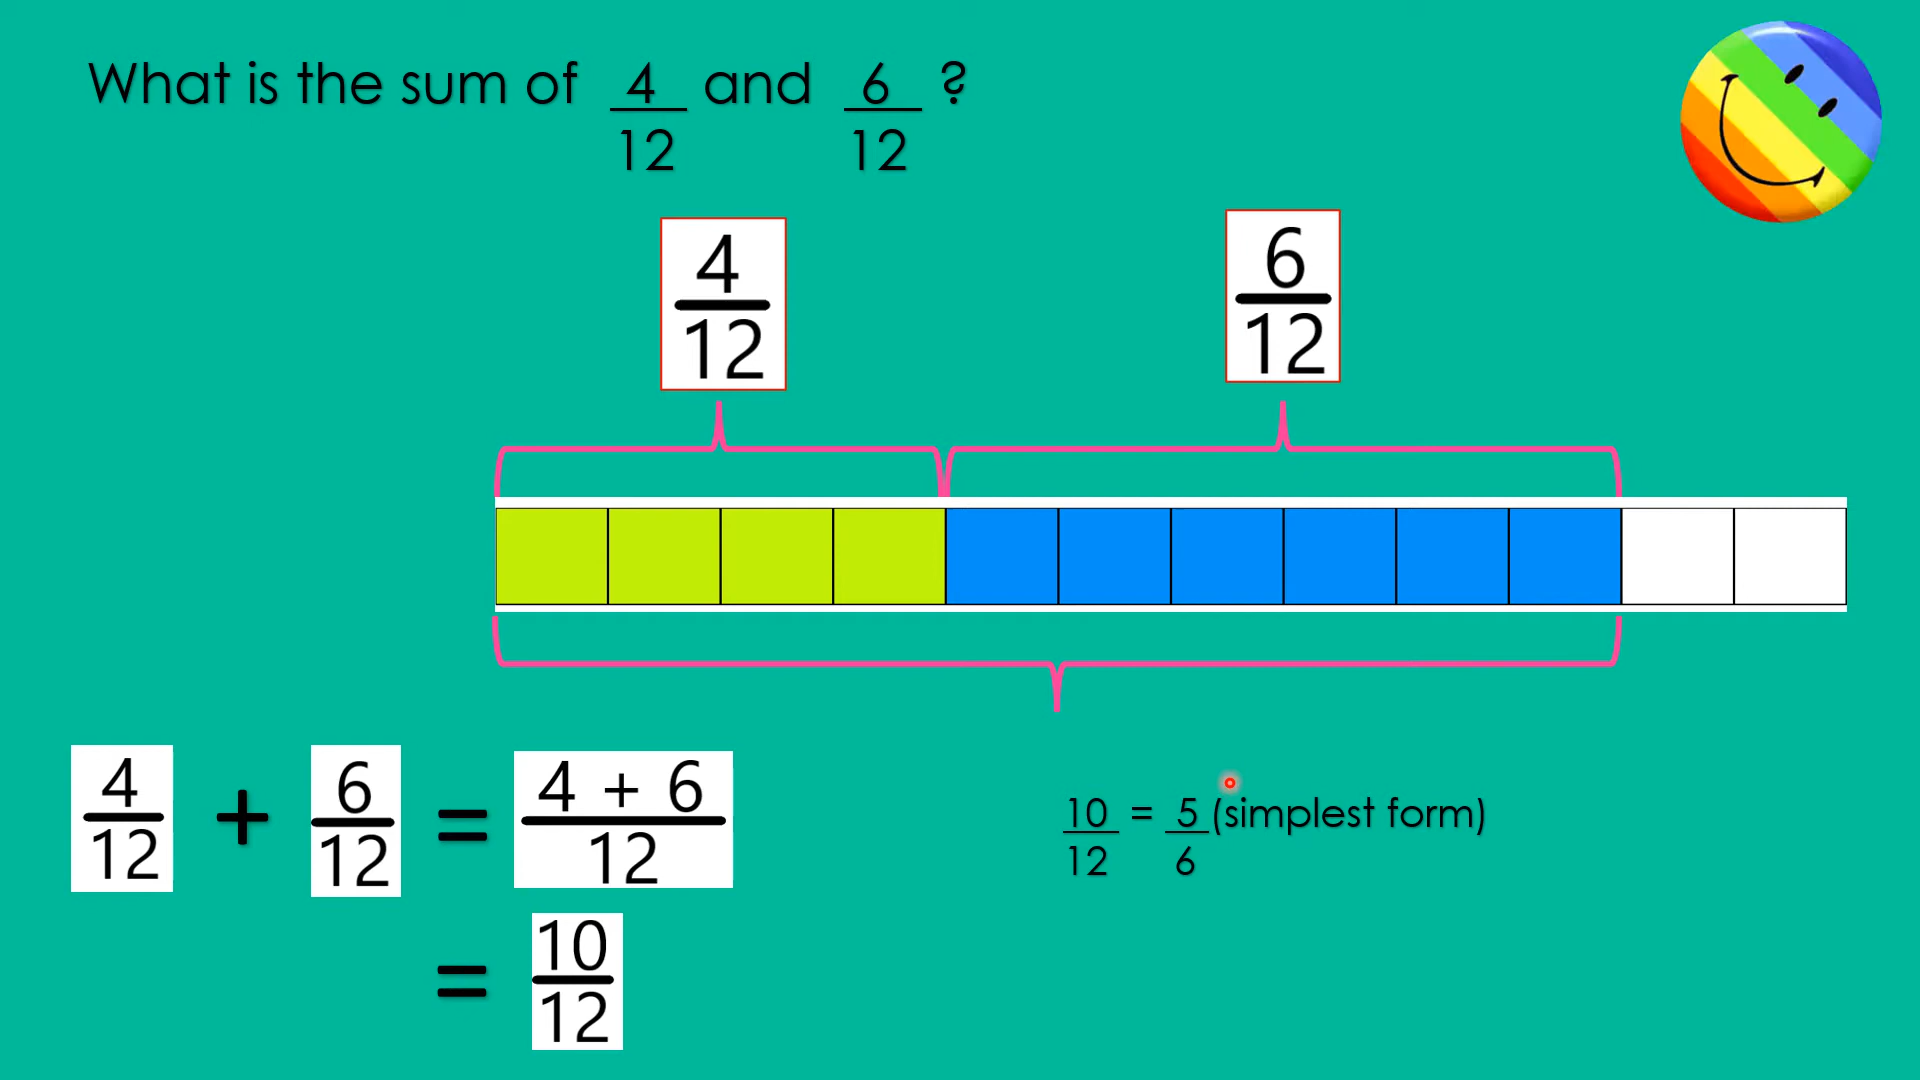 What is the sum of 4 and 6 ?
12 12
4
12
6
12
4 + 6 = 4 + 6
12 12 12
= 10
12
10 = 5 (simplest form)
12 6